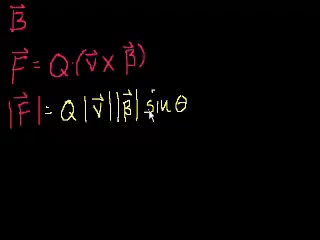 B⃗
F⃗ = Q·(v⃗ × B⃗)
|F⃗| = Q |v⃗| |B⃗| sin θ